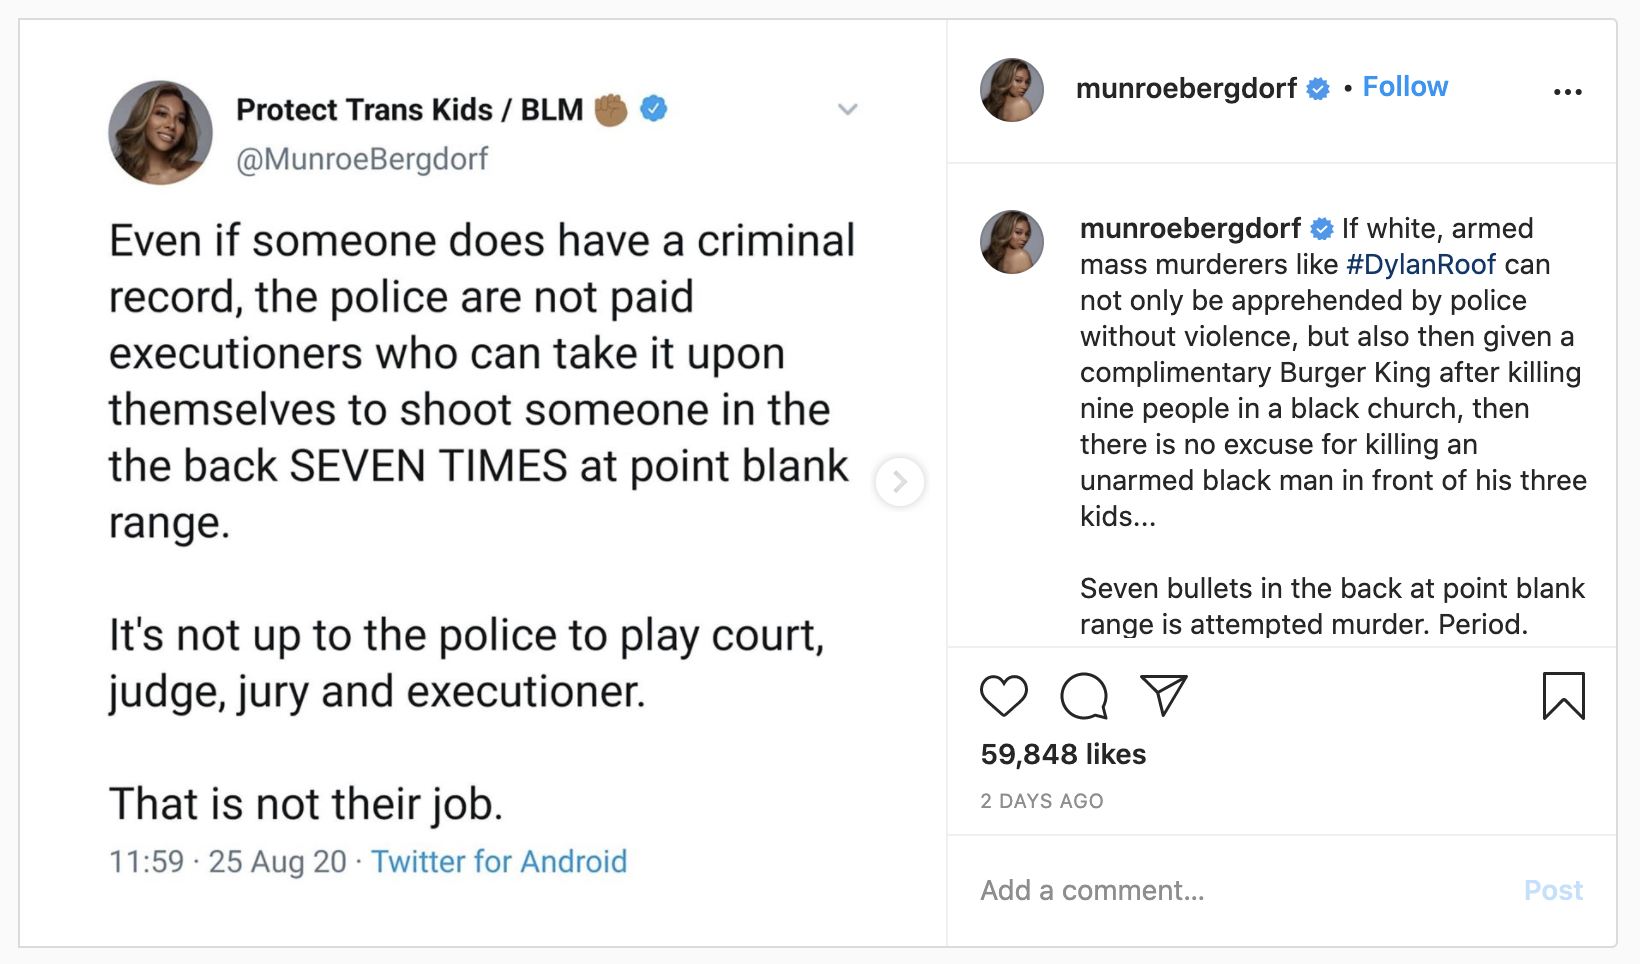 Protect Trans Kids / BLM ✊🏾
@MunroeBergdorf
Even if someone does have a criminal
record, the police are not paid
executioners who can take it upon
themselves to shoot someone in the
the back SEVEN TIMES at point blank
range.
It's not up to the police to play court,
judge, jury and executioner.
That is not their job.
11:59 · 25 Aug 20 · Twitter for Android
munroebergdorf • Follow
munroebergdorf If white, armed
mass murderers like #DylanRoof can
not only be apprehended by police
without violence, but also then given a
complimentary Burger King after killing
nine people in a black church, then
there is no excuse for killing an
unarmed black man in front of his three
kids...
Seven bullets in the back at point blank
range is attempted murder. Period.
59,848 likes
2 DAYS AGO
Add a comment...
Post